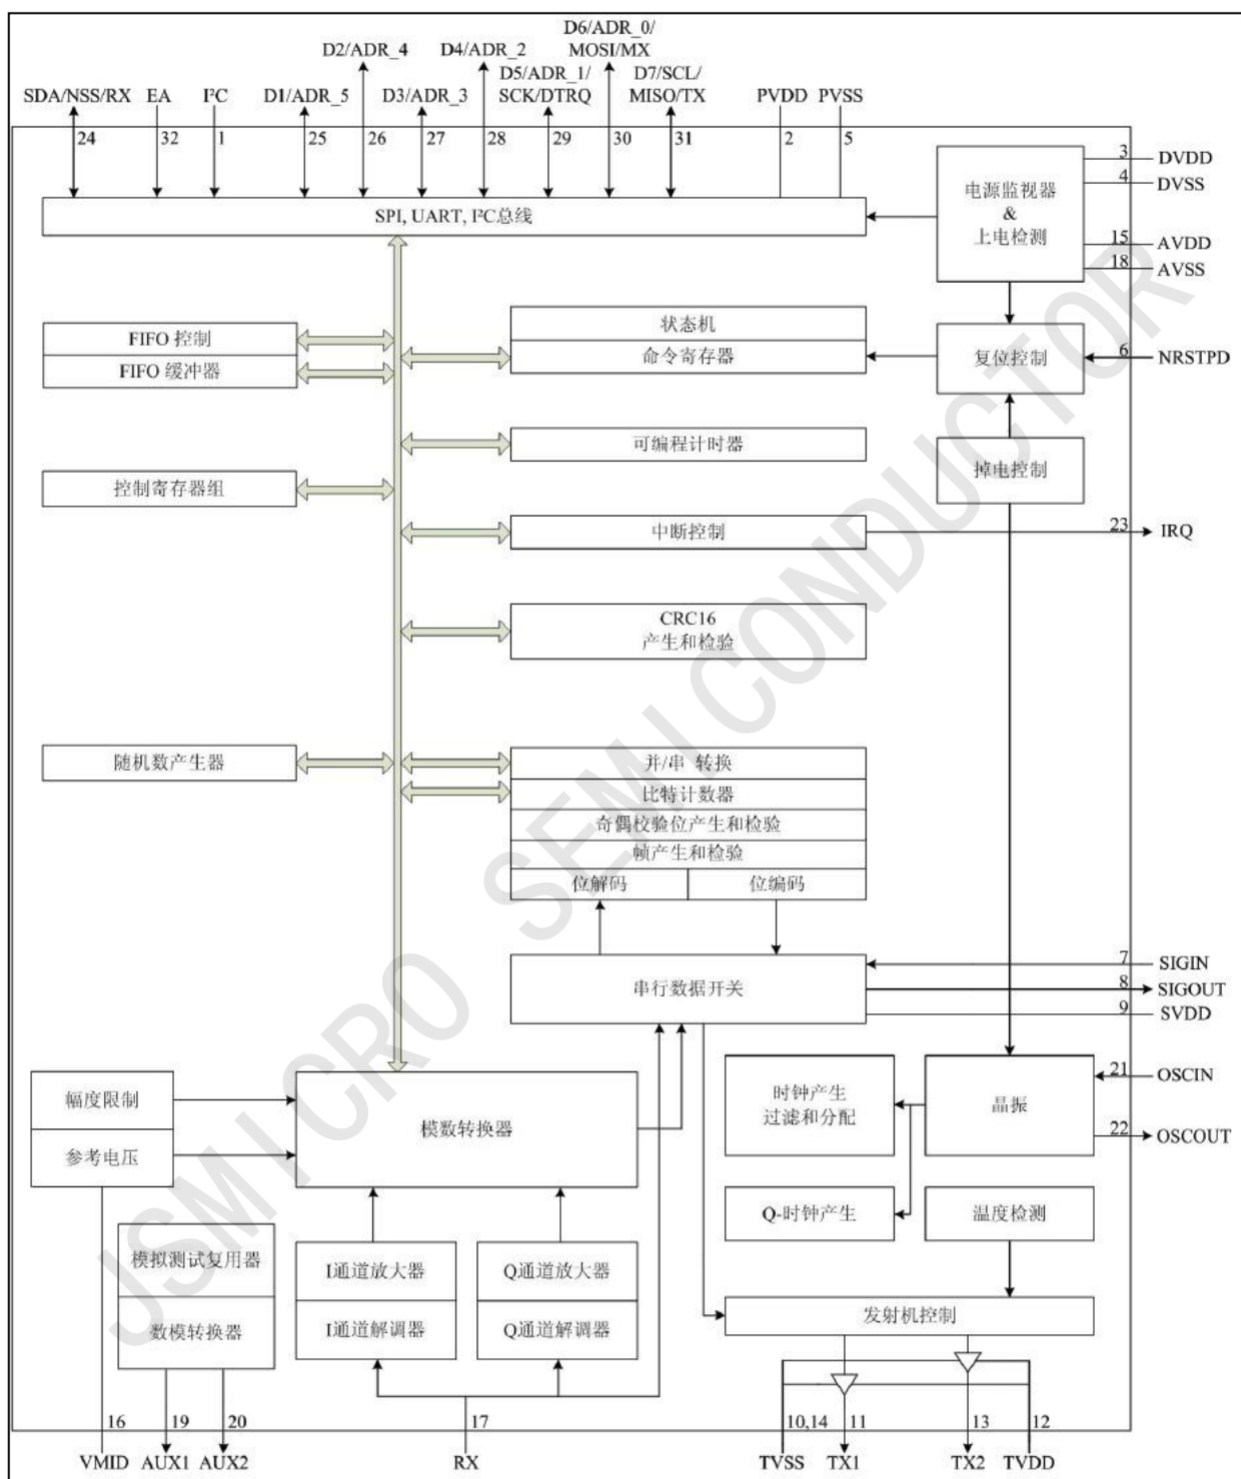 D6/ADR_0/
D2/ADR_4
D4/ADR_2
MOSI/MX
D5/ADR_1/
D7/SCL/
SDA/NSS/RX
EA
I²C
D1/ADR_5
D3/ADR_3
SCK/DTRQ
MISO/TX
PVDD
PVSS
24
32
1
25
26
27
28
29
30
31
2
5
3
DVDD
4
DVSS
电源监视器
&
上电检测
SPI, UART, I²C总线
15
AVDD
18
AVSS
FIFO 控制
FIFO 缓冲器
状态机
命令寄存器
复位控制
6
NRSTPD
可编程计时器
掉电控制
控制寄存器组
中断控制
23
IRQ
CRC16
产生和检验
随机数产生器
并/串 转换
比特计数器
奇偶校验位产生和检验
帧产生和检验
位解码
位编码
串行数据开关
7
SIGIN
8
SIGOUT
9
SVDD
幅度限制
参考电压
模数转换器
时钟产生
过滤和分配
晶振
21
OSCIN
22
OSCOUT
Q-时钟产生
温度检测
模拟测试复用器
数模转换器
I通道放大器
I通道解调器
Q通道放大器
Q通道解调器
发射机控制
16
19
20
17
10,14
11
13
12
VMID
AUX1
AUX2
RX
TVSS
TX1
TX2
TVDD
JSMICRO SEMICONDUCTOR